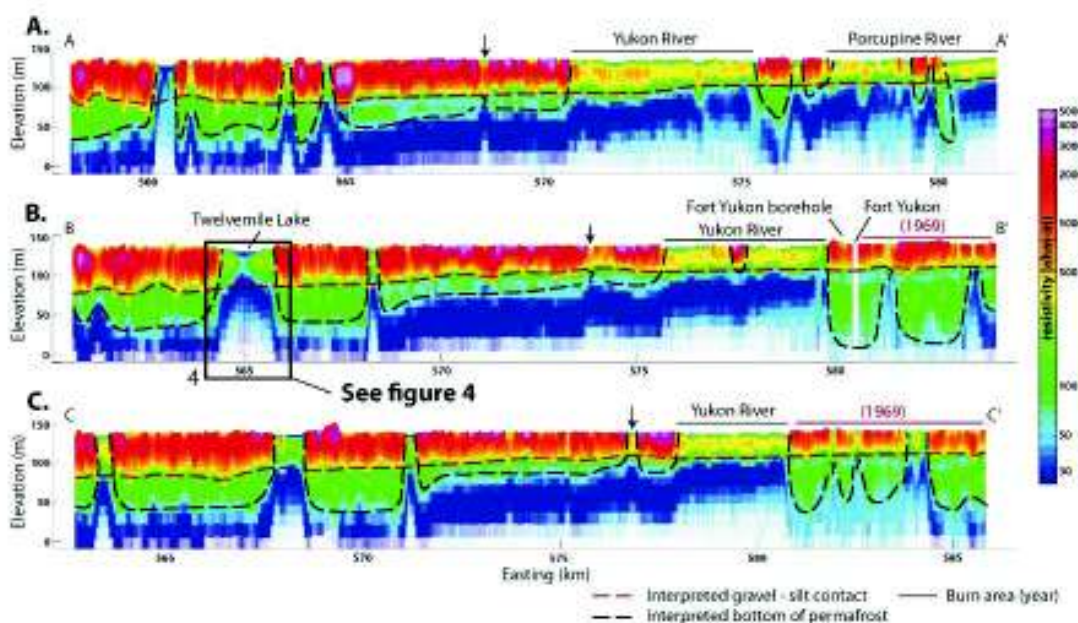 A.
A
Yukon River
Porcupine River
A'
Elevation (m)
150
100
50
0
560
565
570
575
580
B.
B
Twelvemile Lake
Fort Yukon borehole
Fort Yukon
Yukon River
(1969)
B'
Elevation (m)
150
100
50
0
4
565
570
575
580
See figure 4
C.
C
Yukon River
(1969)
C'
Elevation (m)
150
100
50
0
565
570
575
580
585
Easting (km)
resistivity [ohm-m]
Interpreted gravel - silt contact
Burn area (year)
Interpreted bottom of permafrost